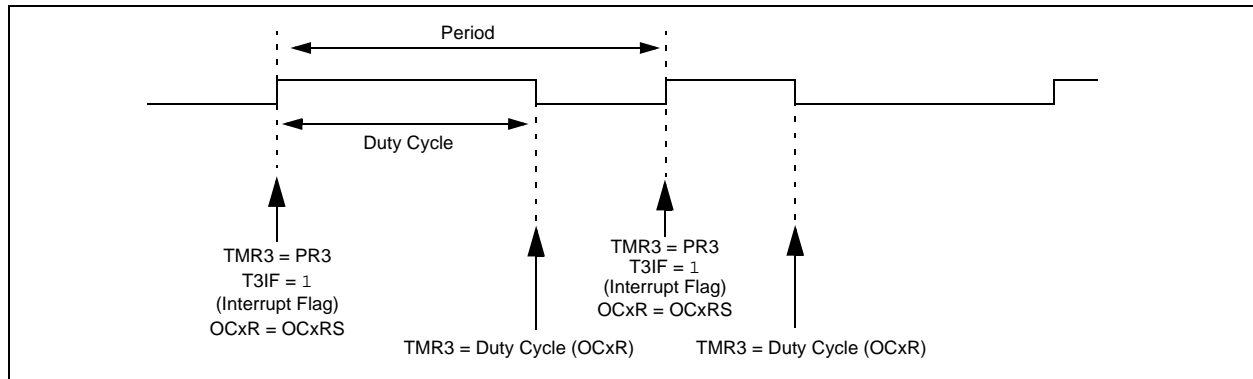 Period
Duty Cycle
TMR3 = PR3
T3IF = 1
(Interrupt Flag)
OCxR = OCxRS
TMR3 = Duty Cycle (OCxR)
TMR3 = PR3
T3IF = 1
(Interrupt Flag)
OCxR = OCxRS
TMR3 = Duty Cycle (OCxR)